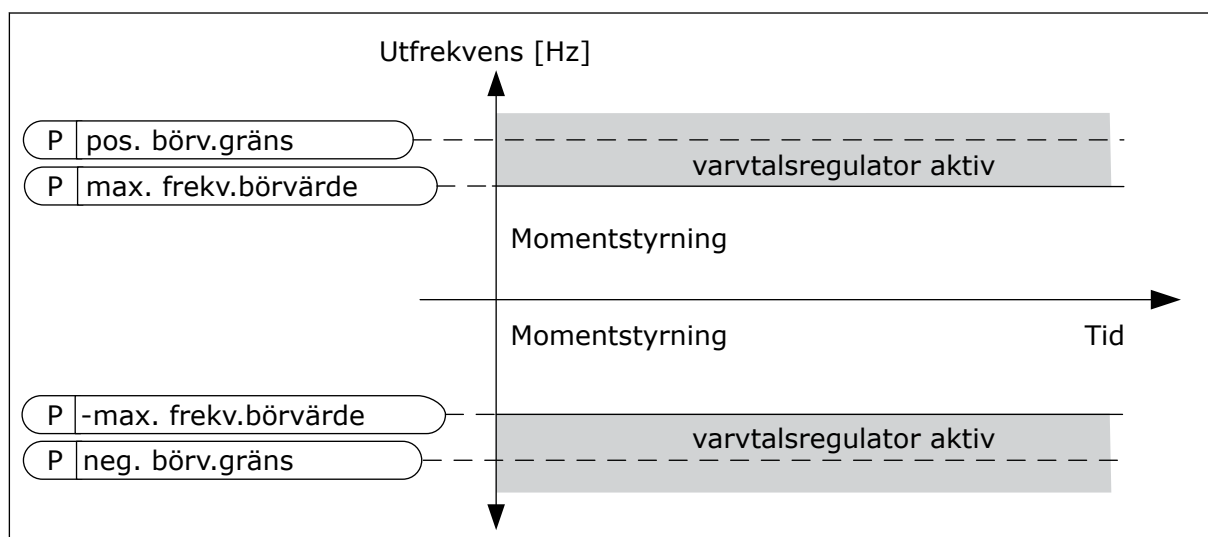 Utfrekvens [Hz]
P pos. börv.gräns
varvtalsregulator aktiv
P max. frekv.börvärde
Momentstyrning
Momentstyrning
Tid
P -max. frekv.börvärde
varvtalsregulator aktiv
P neg. börv.gräns